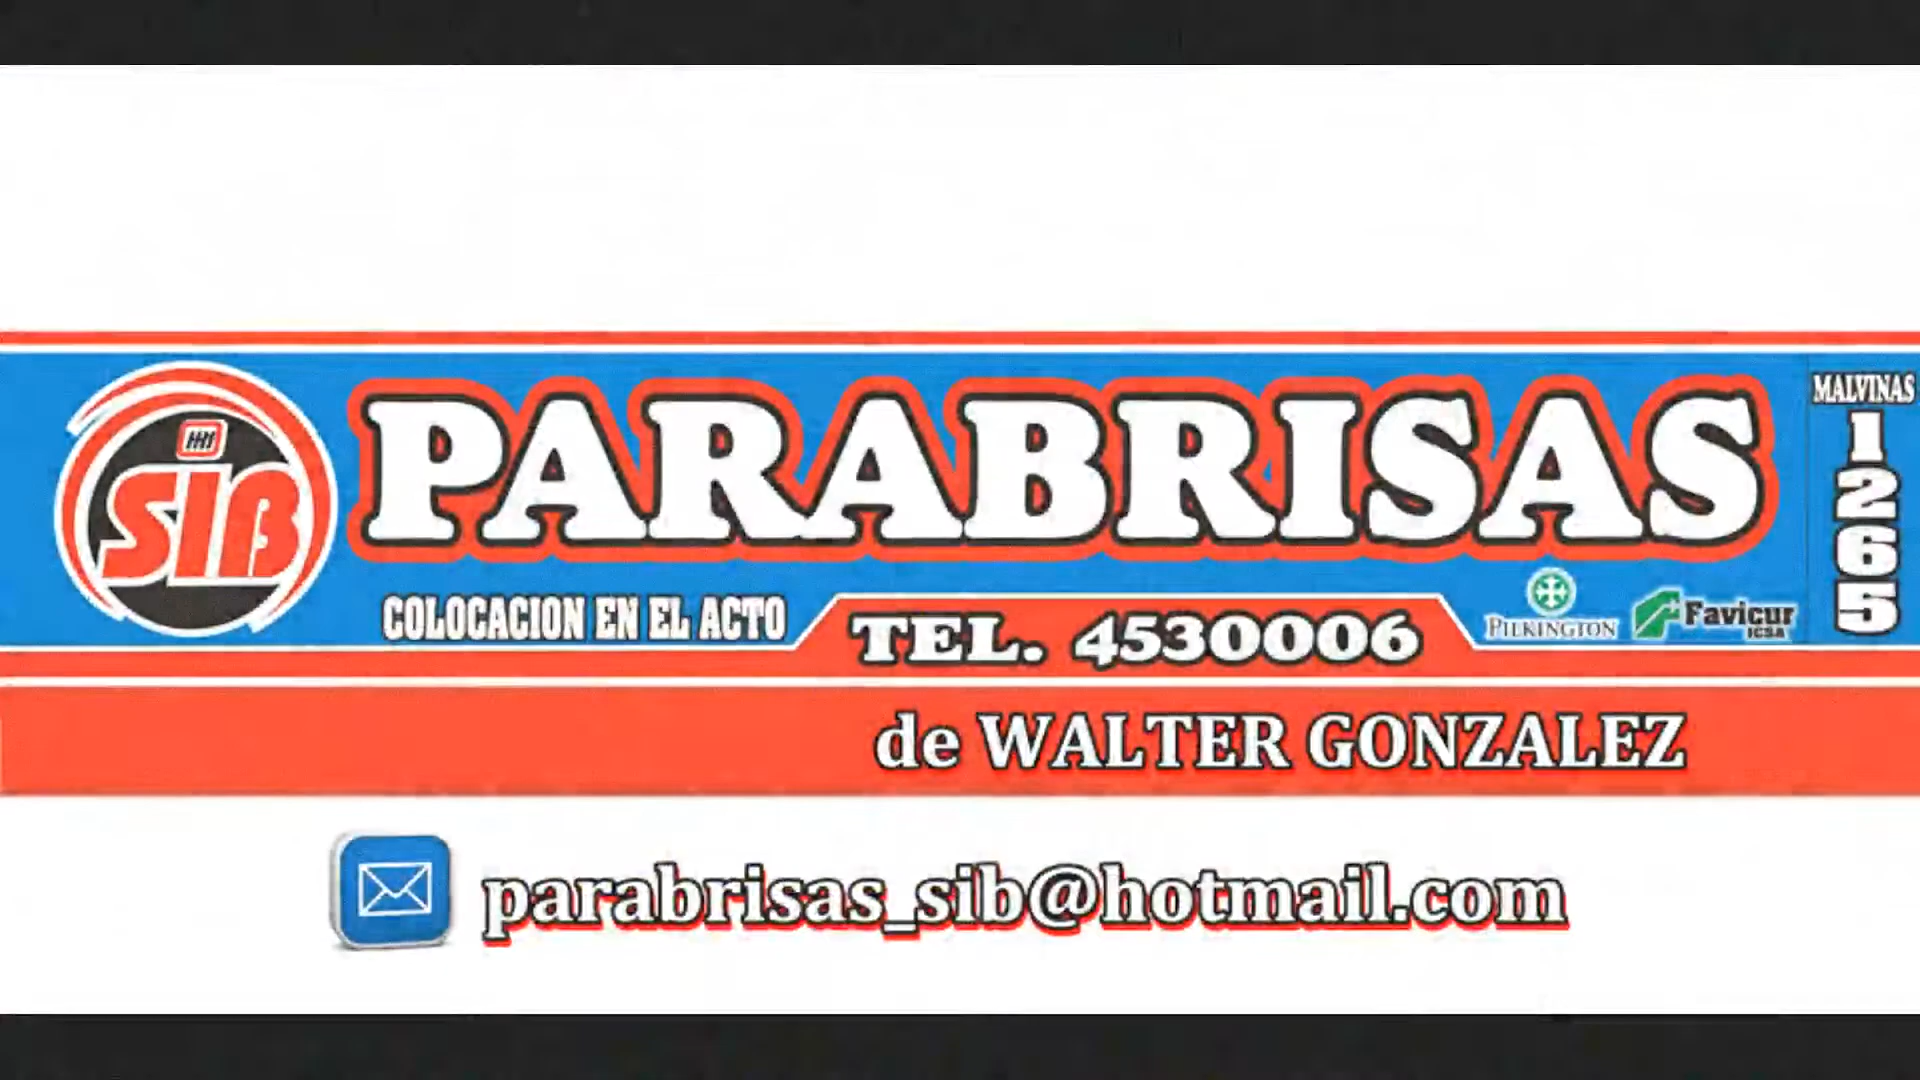 SIB
PARABRISAS
MALVINAS
1265
COLOCACION EN EL ACTO
TEL. 4530006
PILKINGTON
Favicur
ICSA
de WALTER GONZALEZ
parabrisas_sib@hotmail.com